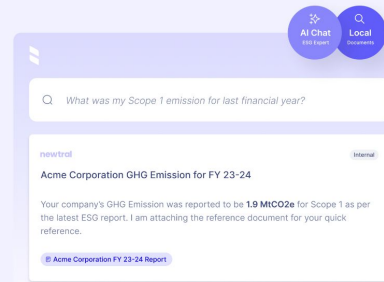 AI Chat
ESG Expert
Local
Documents
What was my Scope 1 emission for last financial year?
newtral
Internal
Acme Corporation GHG Emission for FY 23-24
Your company's GHG Emission was reported to be 1.9 MtCO2e for Scope 1 as per
the latest ESG report. I am attaching the reference document for your quick
reference.
Acme Corporation FY 23-24 Report